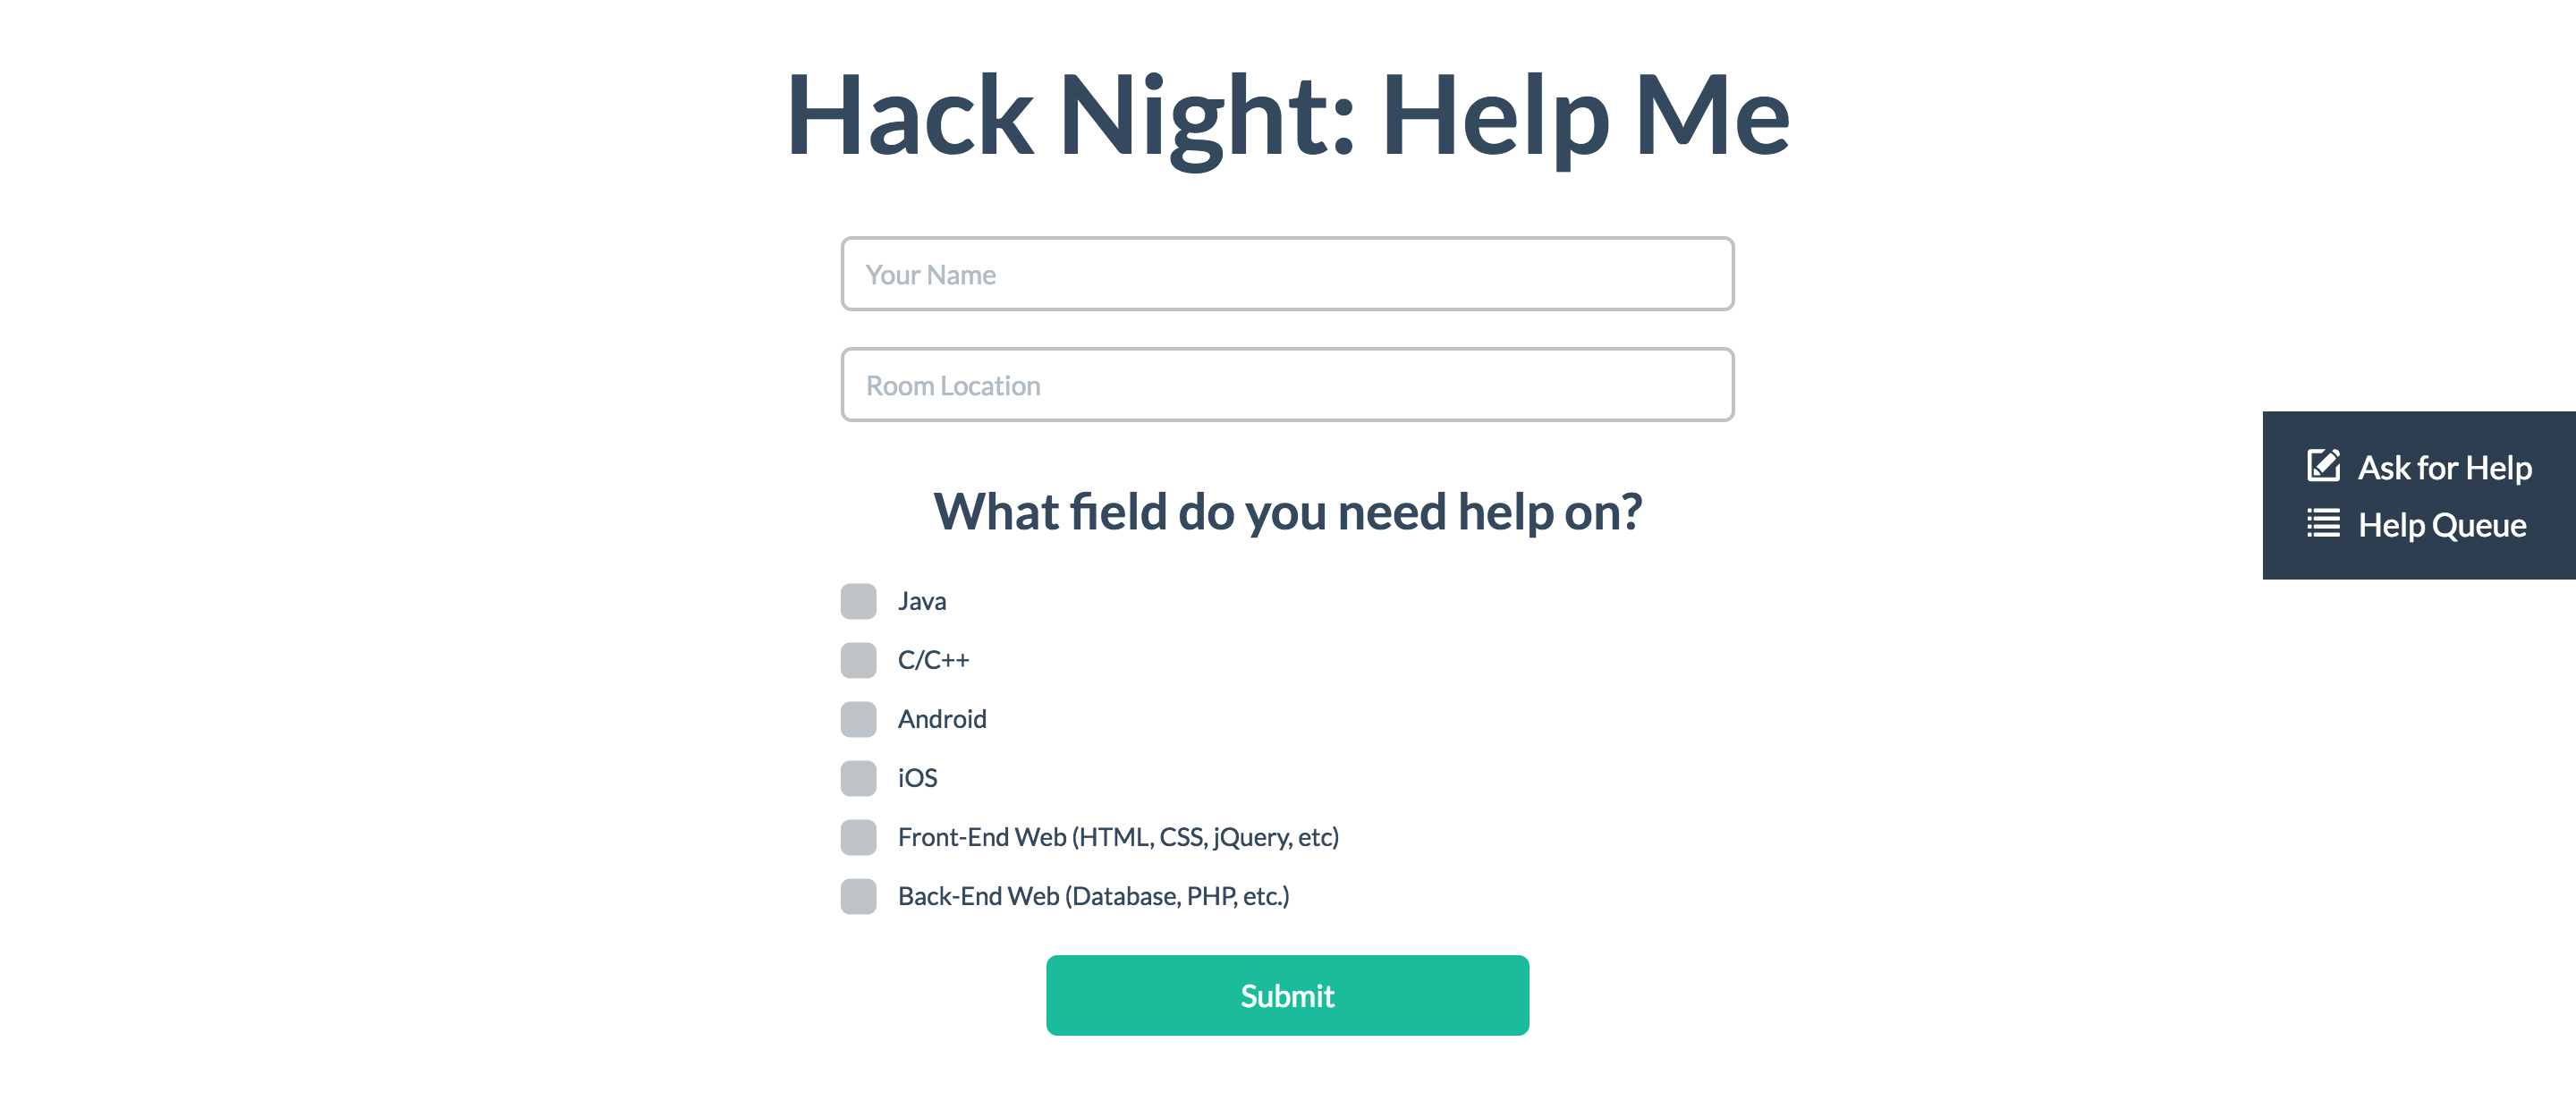 Hack Night: Help Me
Your Name
Room Location
What field do you need help on?
Java
C/C++
Android
iOS
Front-End Web (HTML, CSS, jQuery, etc)
Back-End Web (Database, PHP, etc.)
Submit
Ask for Help
Help Queue